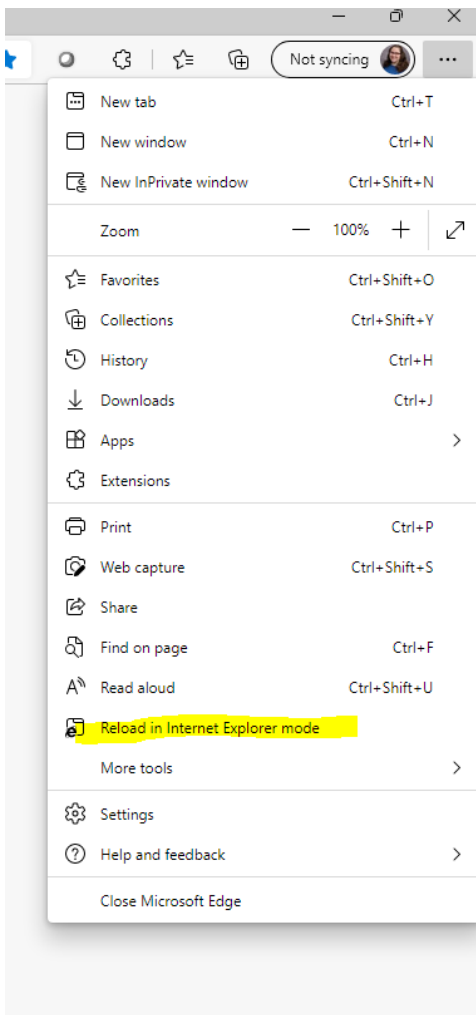 Not syncing
New tab Ctrl+T
New window Ctrl+N
New InPrivate window Ctrl+Shift+N
Zoom 100%
Favorites Ctrl+Shift+O
Collections Ctrl+Shift+Y
History Ctrl+H
Downloads Ctrl+J
Apps
Extensions
Print Ctrl+P
Web capture Ctrl+Shift+S
Share
Find on page Ctrl+F
Read aloud Ctrl+Shift+U
Reload in Internet Explorer mode
More tools
Settings
Help and feedback
Close Microsoft Edge